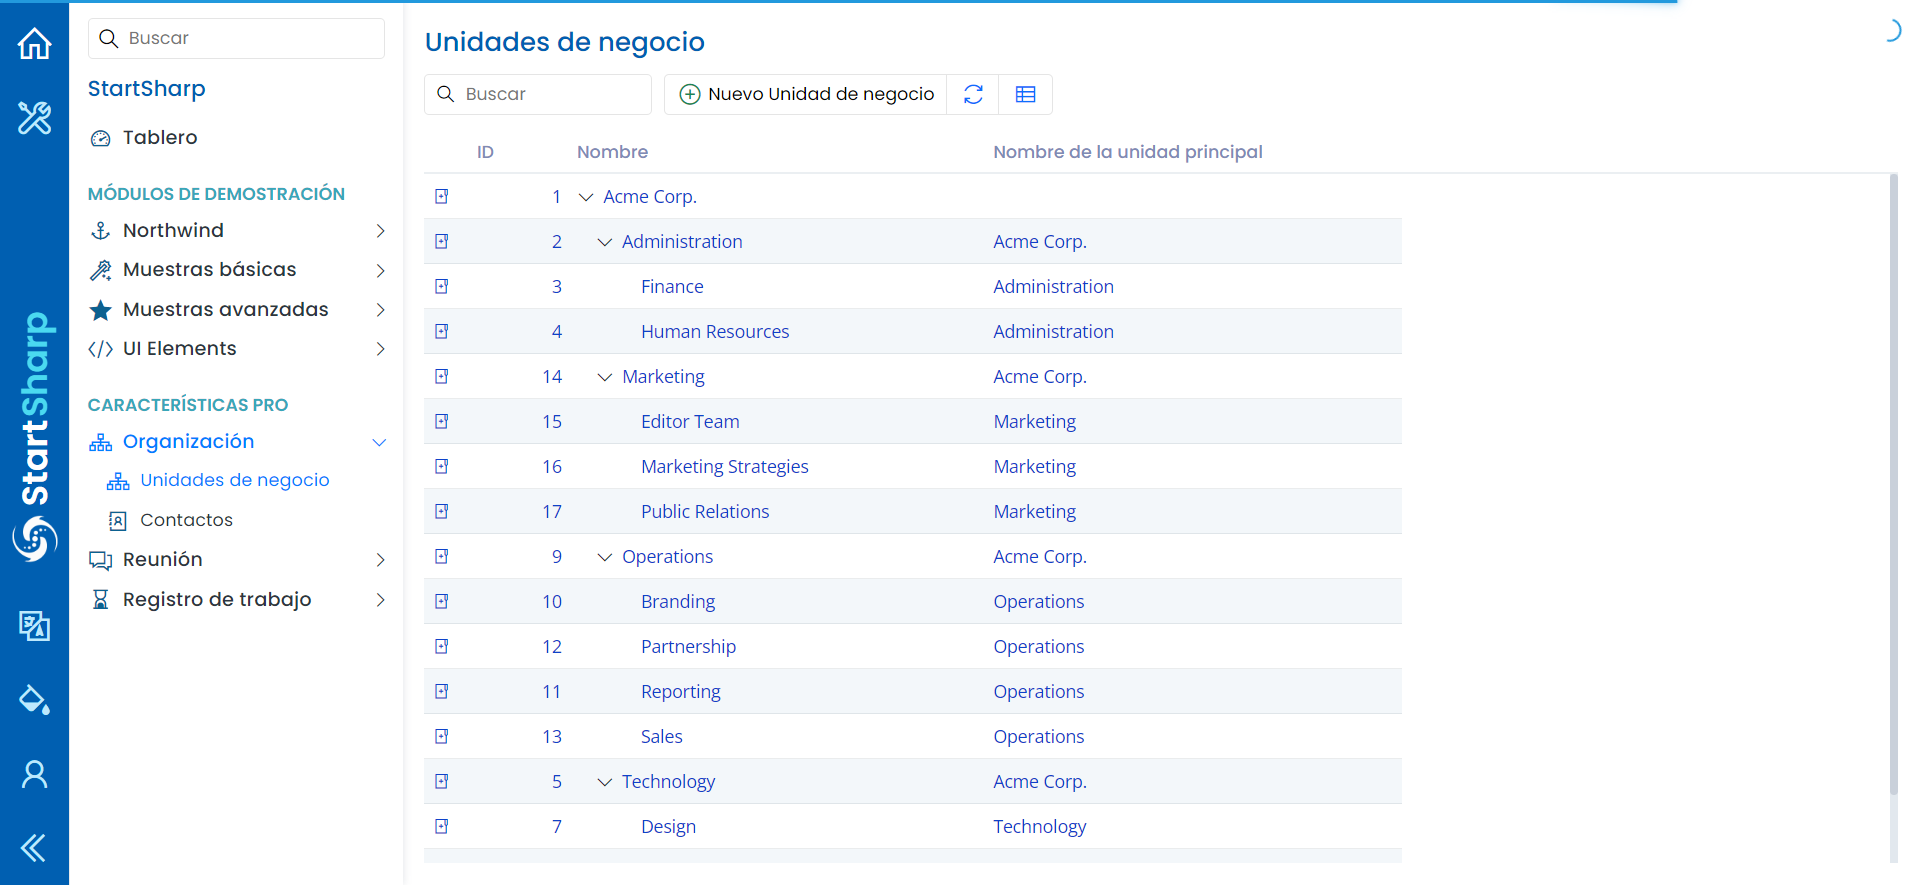 StartSharp
Buscar
StartSharp
Tablero
MÓDULOS DE DEMOSTRACIÓN
Northwind
Muestras básicas
Muestras avanzadas
UI Elements
CARACTERÍSTICAS PRO
Organización
Unidades de negocio
Contactos
Reunión
Registro de trabajo
Unidades de negocio
Buscar
Nuevo Unidad de negocio
ID Nombre Nombre de la unidad principal
1 Acme Corp.
2 Administration Acme Corp.
3 Finance Administration
4 Human Resources Administration
14 Marketing Acme Corp.
15 Editor Team Marketing
16 Marketing Strategies Marketing
17 Public Relations Marketing
9 Operations Acme Corp.
10 Branding Operations
12 Partnership Operations
11 Reporting Operations
13 Sales Operations
5 Technology Acme Corp.
7 Design Technology